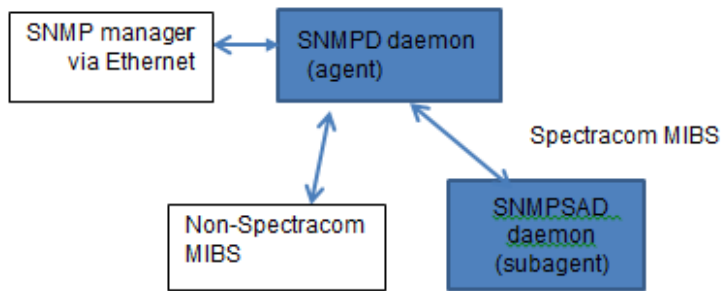 SNMP manager
via Ethernet
SNMPD daemon
(agent)
Spectracom MIBS
Non-Spectracom
MIBS
SNMPSAD
daemon
(subagent)